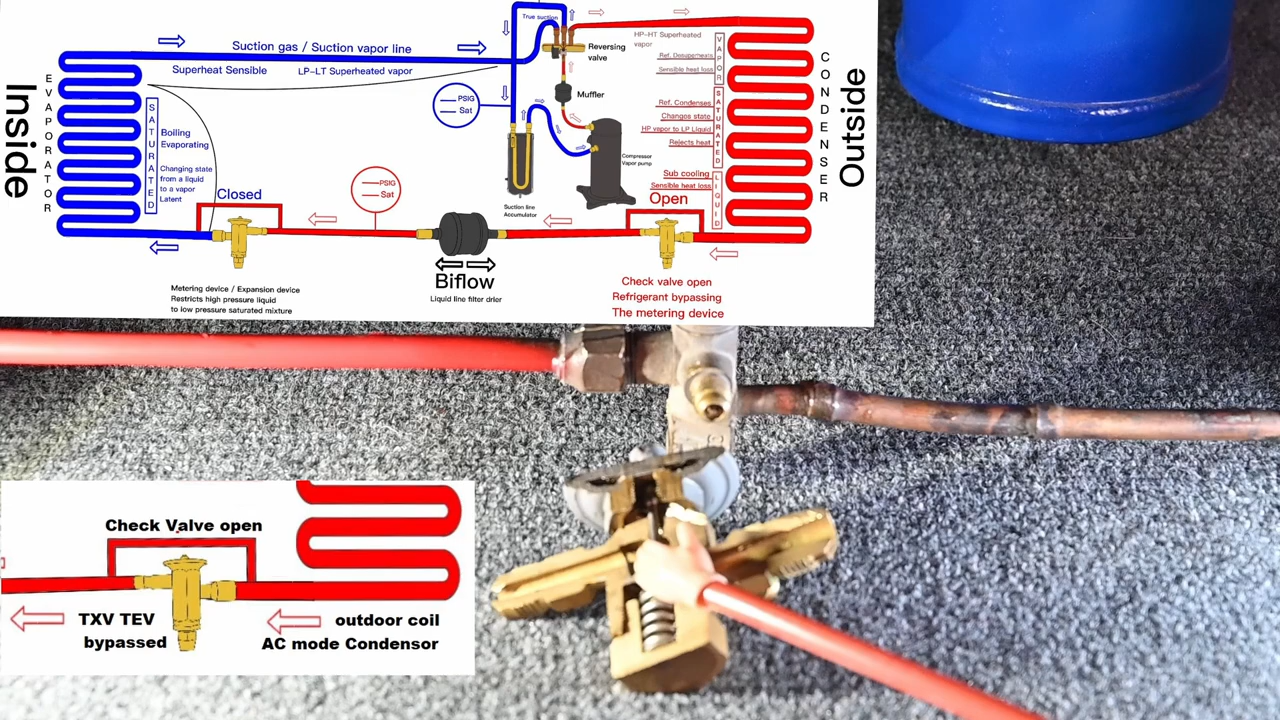 Inside
EVAPORATOR
Suction gas / Suction vapor line
Superheat Sensible
LP-LT Superheated vapor
SATURATED
Boiling
Evaporating
Changing state
from a liquid
to a vapor
Latent
Closed
Metering device / Expansion device
Restricts high pressure liquid
to low pressure saturated mixture
PSIG
Sat
PSIG
Sat
True suction
Reversing
valve
Muffler
Compressor
Vapor pump
Suction line
Accumulator
Biflow
Liquid line filter drier
HP-HT Superheated
vapor
Ref. Desuperheats
Sensible heat loss
VAPOR
Ref. Condenses
Changes state
HP vapor to LP Liquid
Rejects heat
SATURATED
Sub cooling
Sensible heat loss
LIQUID
Open
Check valve open
Refrigerant bypassing
The metering device
CONDENSER
Outside
Check Valve open
TXV TEV
bypassed
outdoor coil
AC mode Condensor